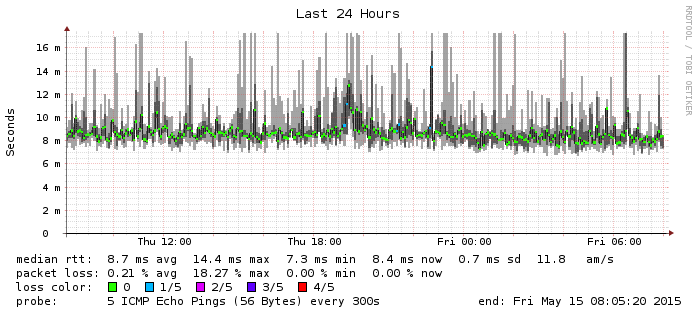 Last 24 Hours
RRDTOOL / TOBI OETIKER
Seconds
16 m
14 m
12 m
10 m
8 m
6 m
4 m
2 m
0
Thu 12:00 Thu 18:00 Fri 00:00 Fri 06:00
median rtt: 8.7 ms avg 14.4 ms max 7.3 ms min 8.4 ms now 0.7 ms sd 11.8 am/s
packet loss: 0.21 % avg 18.27 % max 0.00 % min 0.00 % now
loss color: 0 1/5 2/5 3/5 4/5
probe: 5 ICMP Echo Pings (56 Bytes) every 300s end: Fri May 15 08:05:20 2015